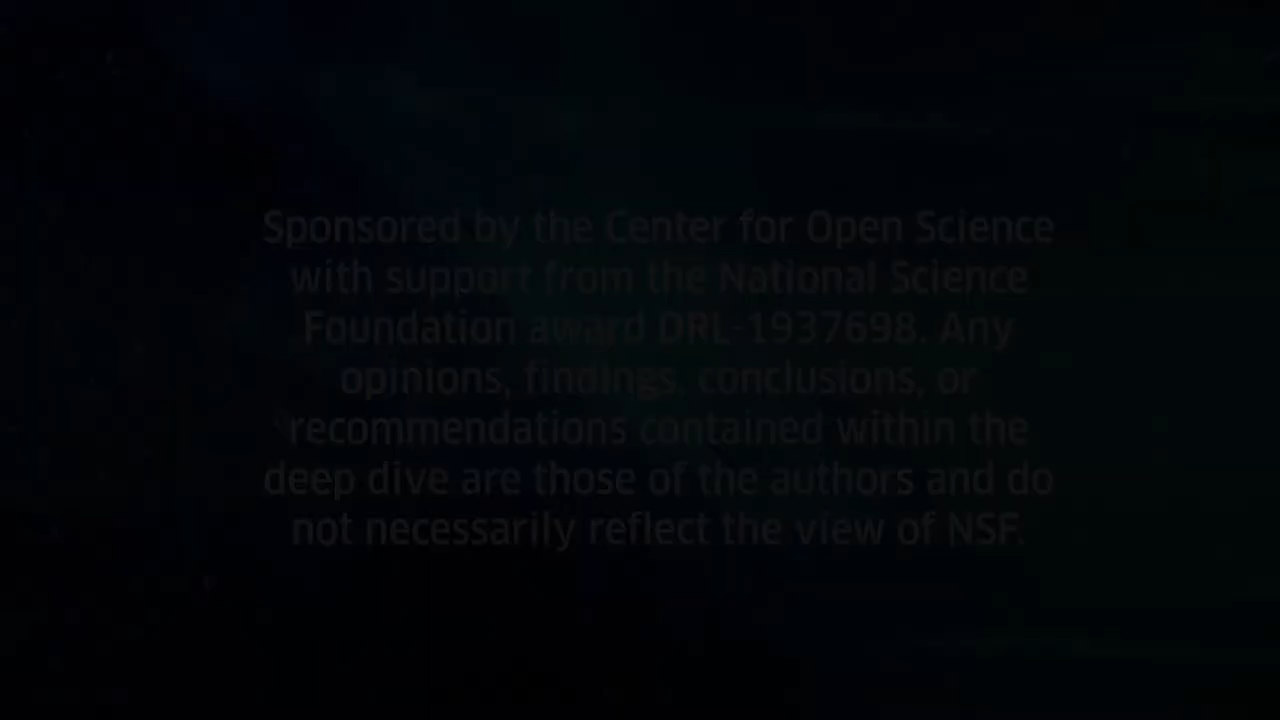 Sponsored by the Center for Open Science
with support from the National Science
Foundation award DRL-1937698. Any
opinions, findings, conclusions, or
recommendations contained within the
deep dive are those of the authors and do
not necessarily reflect the view of NSF.